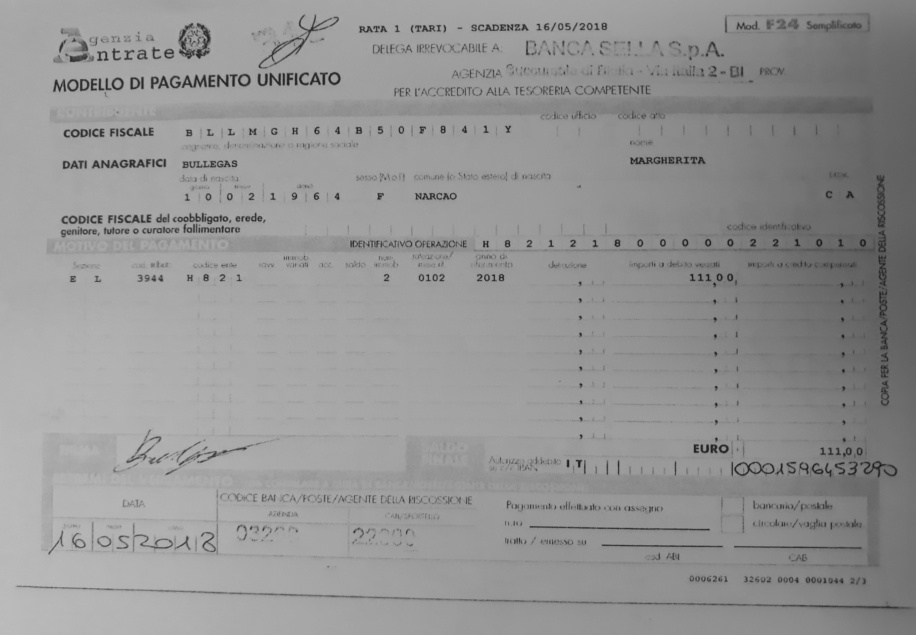 Agenzia Entrate
RATA 1 (TARI) - SCADENZA 16/05/2018
Mod. F24 Semplificato
DELEGA IRREVOCABILE A: BANCA SELLA S.p.A.
AGENZIA Succursale di Biella - Via Italia 2 - BI PROV.
MODELLO DI PAGAMENTO UNIFICATO
PER L'ACCREDITO ALLA TESORERIA COMPETENTE
CONTRIBUENTE
codice ufficio codice atto
CODICE FISCALE B L L M G H 6 4 B 5 0 F 8 4 1 Y
cognome, denominazione o ragione sociale nome
DATI ANAGRAFICI BULLEGAS MARGHERITA
data di nascita sesso (M o F) comune (o Stato estero) di nascita prov.
giorno mese anno
1 0 0 2 1 9 6 4 F NARCAO C A
CODICE FISCALE del coobbligato, erede,
genitore, tutore o curatore fallimentare
codice identificativo
MOTIVO DEL PAGAMENTO IDENTIFICATIVO OPERAZIONE H 8 2 1 2 1 8 0 0 0 0 2 2 1 0 1 0
Sezione cod. tributo codice ente ravv. immob. variati acc. saldo num. immob. rateazione/mese rif. anno di riferimento detrazione importi a debito versati importi a credito compensati
E L 3944 H 8 2 1 2 0102 2018 111,00
FIRMA
SALDO FINALE
EURO 111,00
Autorizzo addebito su c/c IBAN I T 10001596453290
DATA
CODICE BANCA/POSTE/AGENTE DELLA RISCOSSIONE
AZIENDA CAB/SPORTELLO
giorno mese anno
16 05 2018
Pagamento effettuato con assegno bancario/postale
circolare/vaglia postale
n.ro
tratto / emesso su
cod. ABI CAB
0006261 32602 0004 0001944 2/3
COPIA PER LA BANCA/POSTE/AGENTE DELLA RISCOSSIONE